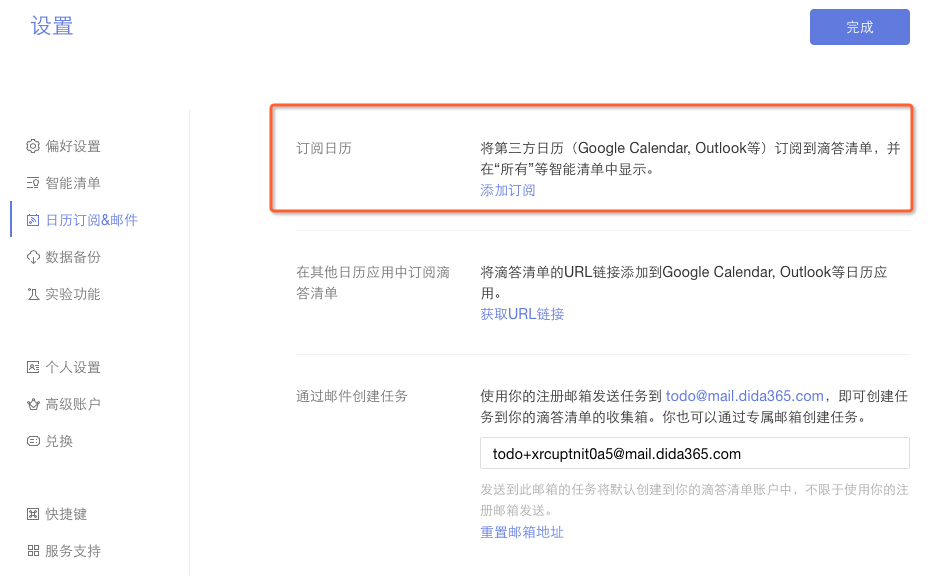 设置
完成
偏好设置
智能清单
日历订阅&邮件
数据备份
实验功能
个人设置
高级账户
兑换
快捷键
服务支持
订阅日历
将第三方日历（Google Calendar, Outlook等）订阅到滴答清单，并
在“所有”等智能清单中显示。
添加订阅
在其他日历应用中订阅滴
答清单
将滴答清单的URL链接添加到Google Calendar, Outlook等日历应
用。
获取URL链接
通过邮件创建任务
使用你的注册邮箱发送任务到 todo@mail.dida365.com，即可创建任
务到你的滴答清单的收集箱。你也可以通过专属邮箱创建任务。
todo+xrcuptnit0a5@mail.dida365.com
发送到此邮箱的任务将默认创建到你的滴答清单账户中，不限于使用你的注
册邮箱发送。
重置邮箱地址